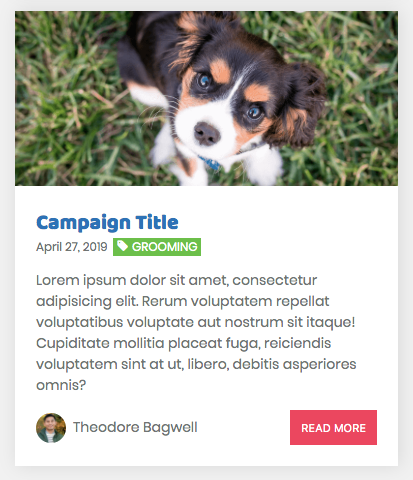 Campaign Title
April 27, 2019 GROOMING
Lorem ipsum dolor sit amet, consectetur
adipisicing elit. Rerum voluptatem repellat
voluptatibus voluptate aut nostrum sit itaque!
Cupiditate mollitia placeat fuga, reiciendis
voluptatem sint at ut, libero, debitis asperiores
omnis?
Theodore Bagwell READ MORE